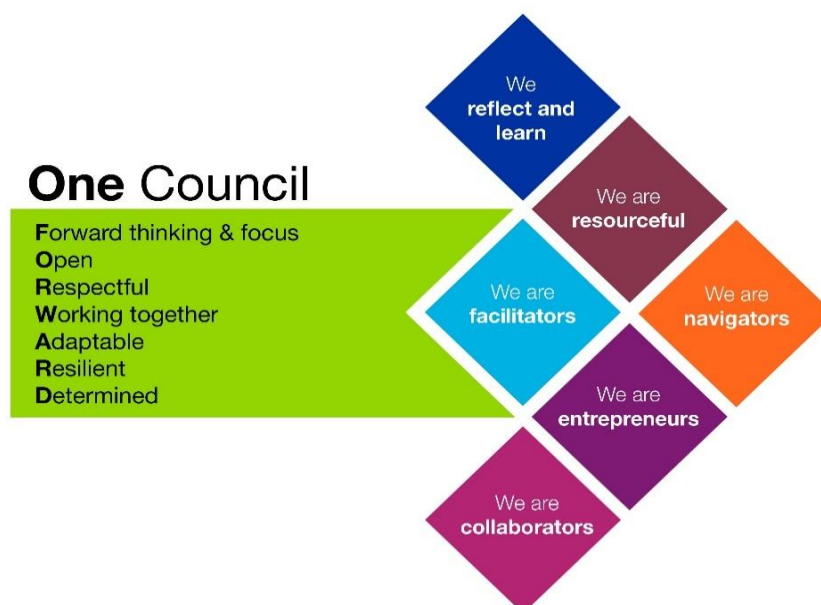 One Council
Forward thinking & focus
Open
Respectful
Working together
Adaptable
Resilient
Determined
We
reflect and
learn
We are
resourceful
We are
facilitators
We are
navigators
We are
entrepreneurs
We are
collaborators